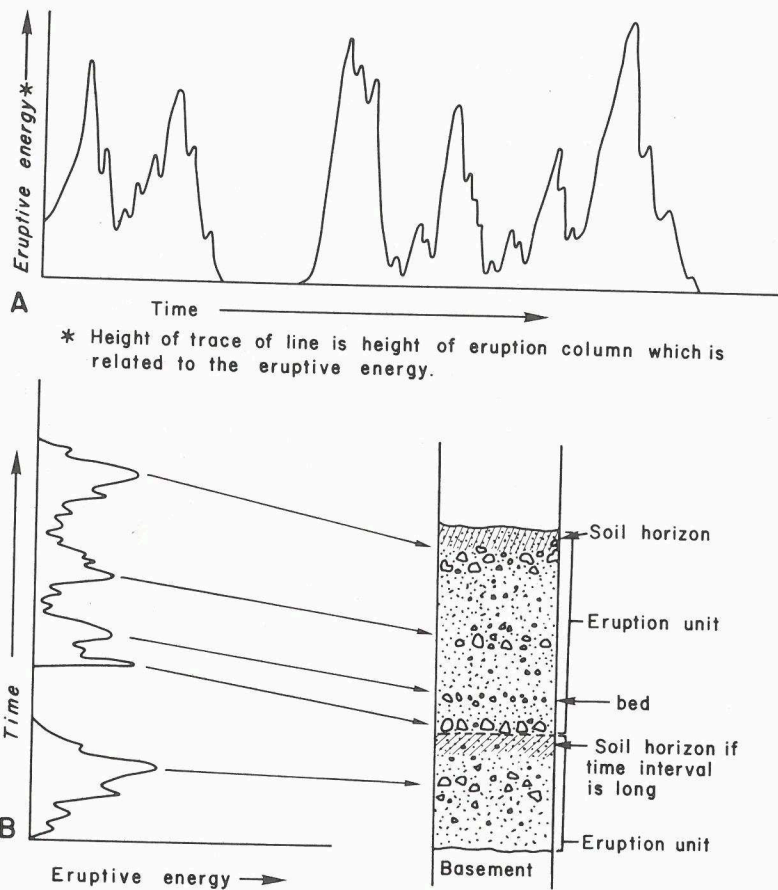 Eruptive energy*
A
Time
* Height of trace of line is height of eruption column which is
related to the eruptive energy.
Soil horizon
Eruption unit
bed
Soil horizon if
time interval
is long
Eruption unit
Time
B
Basement
Eruptive energy